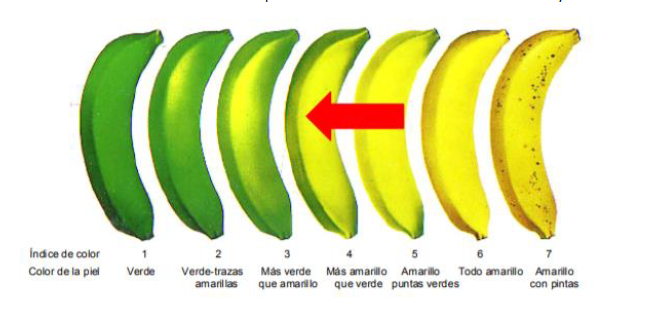 Índice de color 1 2 3 4 5 6 7
Color de la piel Verde Verde-trazas Más verde Más amarillo Amarillo Todo amarillo Amarillo
amarillas que amarillo que verde puntas verdes con pintas